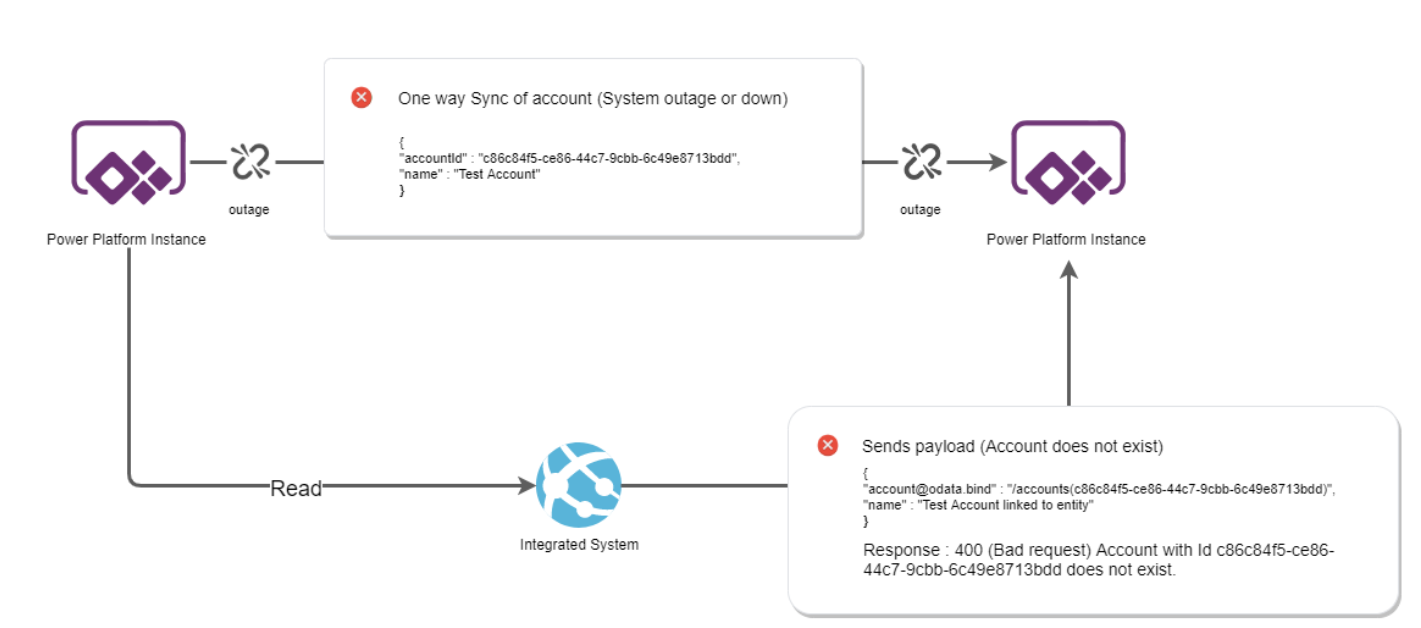 One way Sync of account (System outage or down)
{
"accountId" : "c86c84f5-ce86-44c7-9cbb-6c49e8713bdd",
"name" : "Test Account"
}
outage
outage
Power Platform Instance
Power Platform Instance
Read
Integrated System
Sends payload (Account does not exist)
{
"account@odata.bind" : "/accounts(c86c84f5-ce86-44c7-9cbb-6c49e8713bdd)",
"name" : "Test Account linked to entity"
}
Response : 400 (Bad request) Account with Id c86c84f5-ce86-
44c7-9cbb-6c49e8713bdd does not exist.